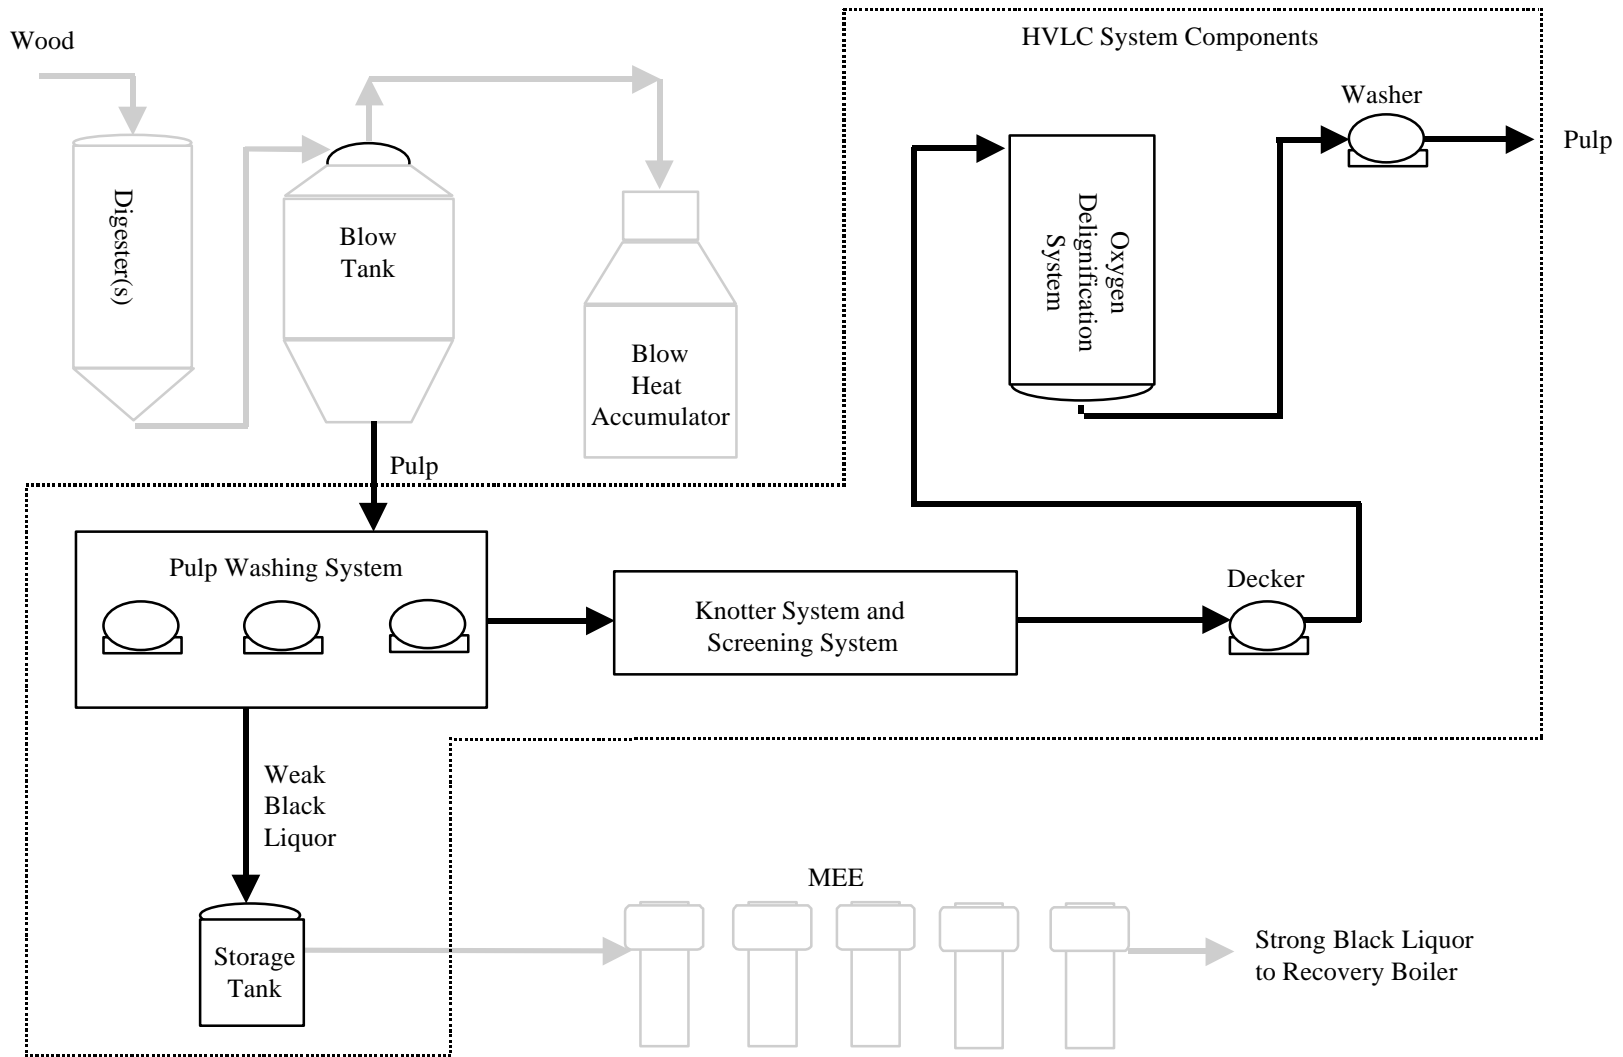 HVLC System Components
Wood
Washer
Pulp
Digester(s)
Blow
Tank
Oxygen
Delignification
System
Blow
Heat
Accumulator
Pulp
Pulp Washing System
Knotter System and
Screening System
Decker
Weak
Black
Liquor
MEE
Storage
Tank
Strong Black Liquor
to Recovery Boiler